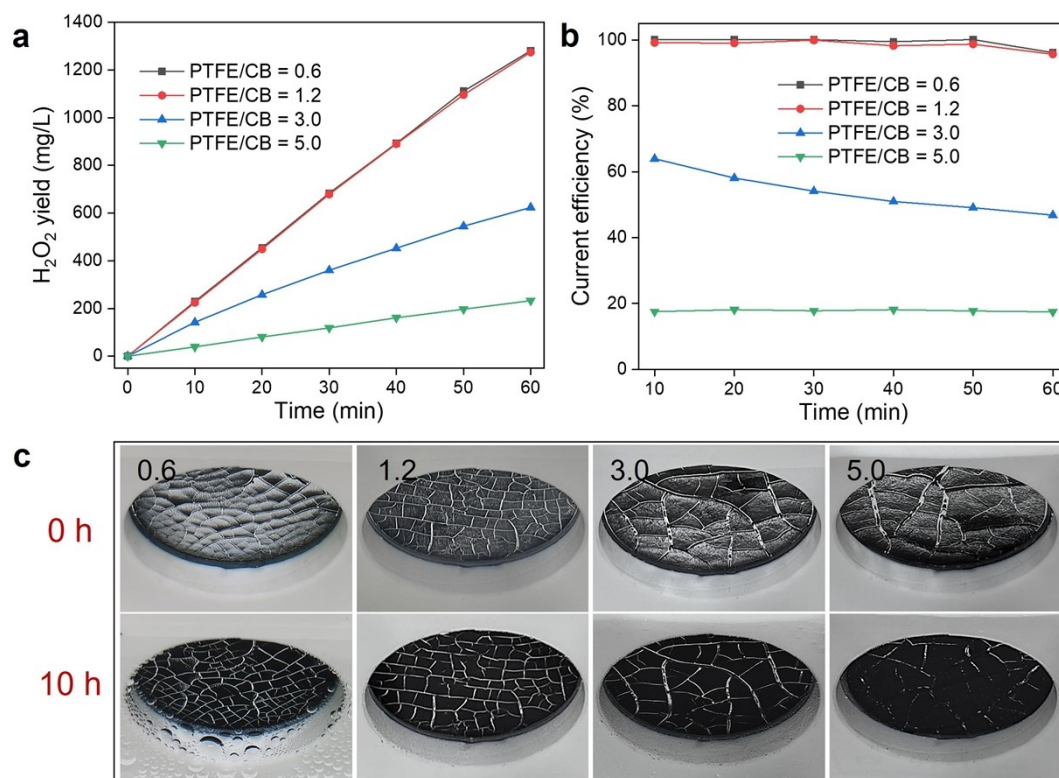 a
1400
1200
1000
800
600
400
200
0
H₂O₂ yield (mg/L)
PTFE/CB = 0.6
PTFE/CB = 1.2
PTFE/CB = 3.0
PTFE/CB = 5.0
0 10 20 30 40 50 60
Time (min)
b
100
80
60
40
20
0
Current efficiency (%)
PTFE/CB = 0.6
PTFE/CB = 1.2
PTFE/CB = 3.0
PTFE/CB = 5.0
10 20 30 40 50 60
Time (min)
c
0.6 1.2 3.0 5.0
0 h
10 h